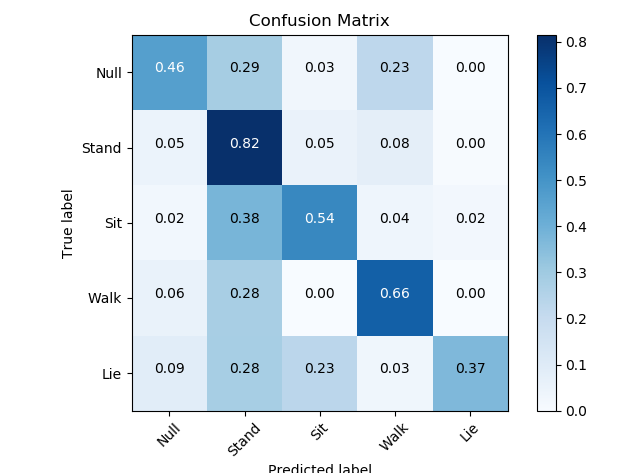 Confusion Matrix
Null 0.46 0.29 0.03 0.23 0.00
Stand 0.05 0.82 0.05 0.08 0.00
Sit 0.02 0.38 0.54 0.04 0.02
Walk 0.06 0.28 0.00 0.66 0.00
Lie 0.09 0.28 0.23 0.03 0.37
True label
Null Stand Sit Walk Lie
Predicted label
0.8
0.7
0.6
0.5
0.4
0.3
0.2
0.1
0.0